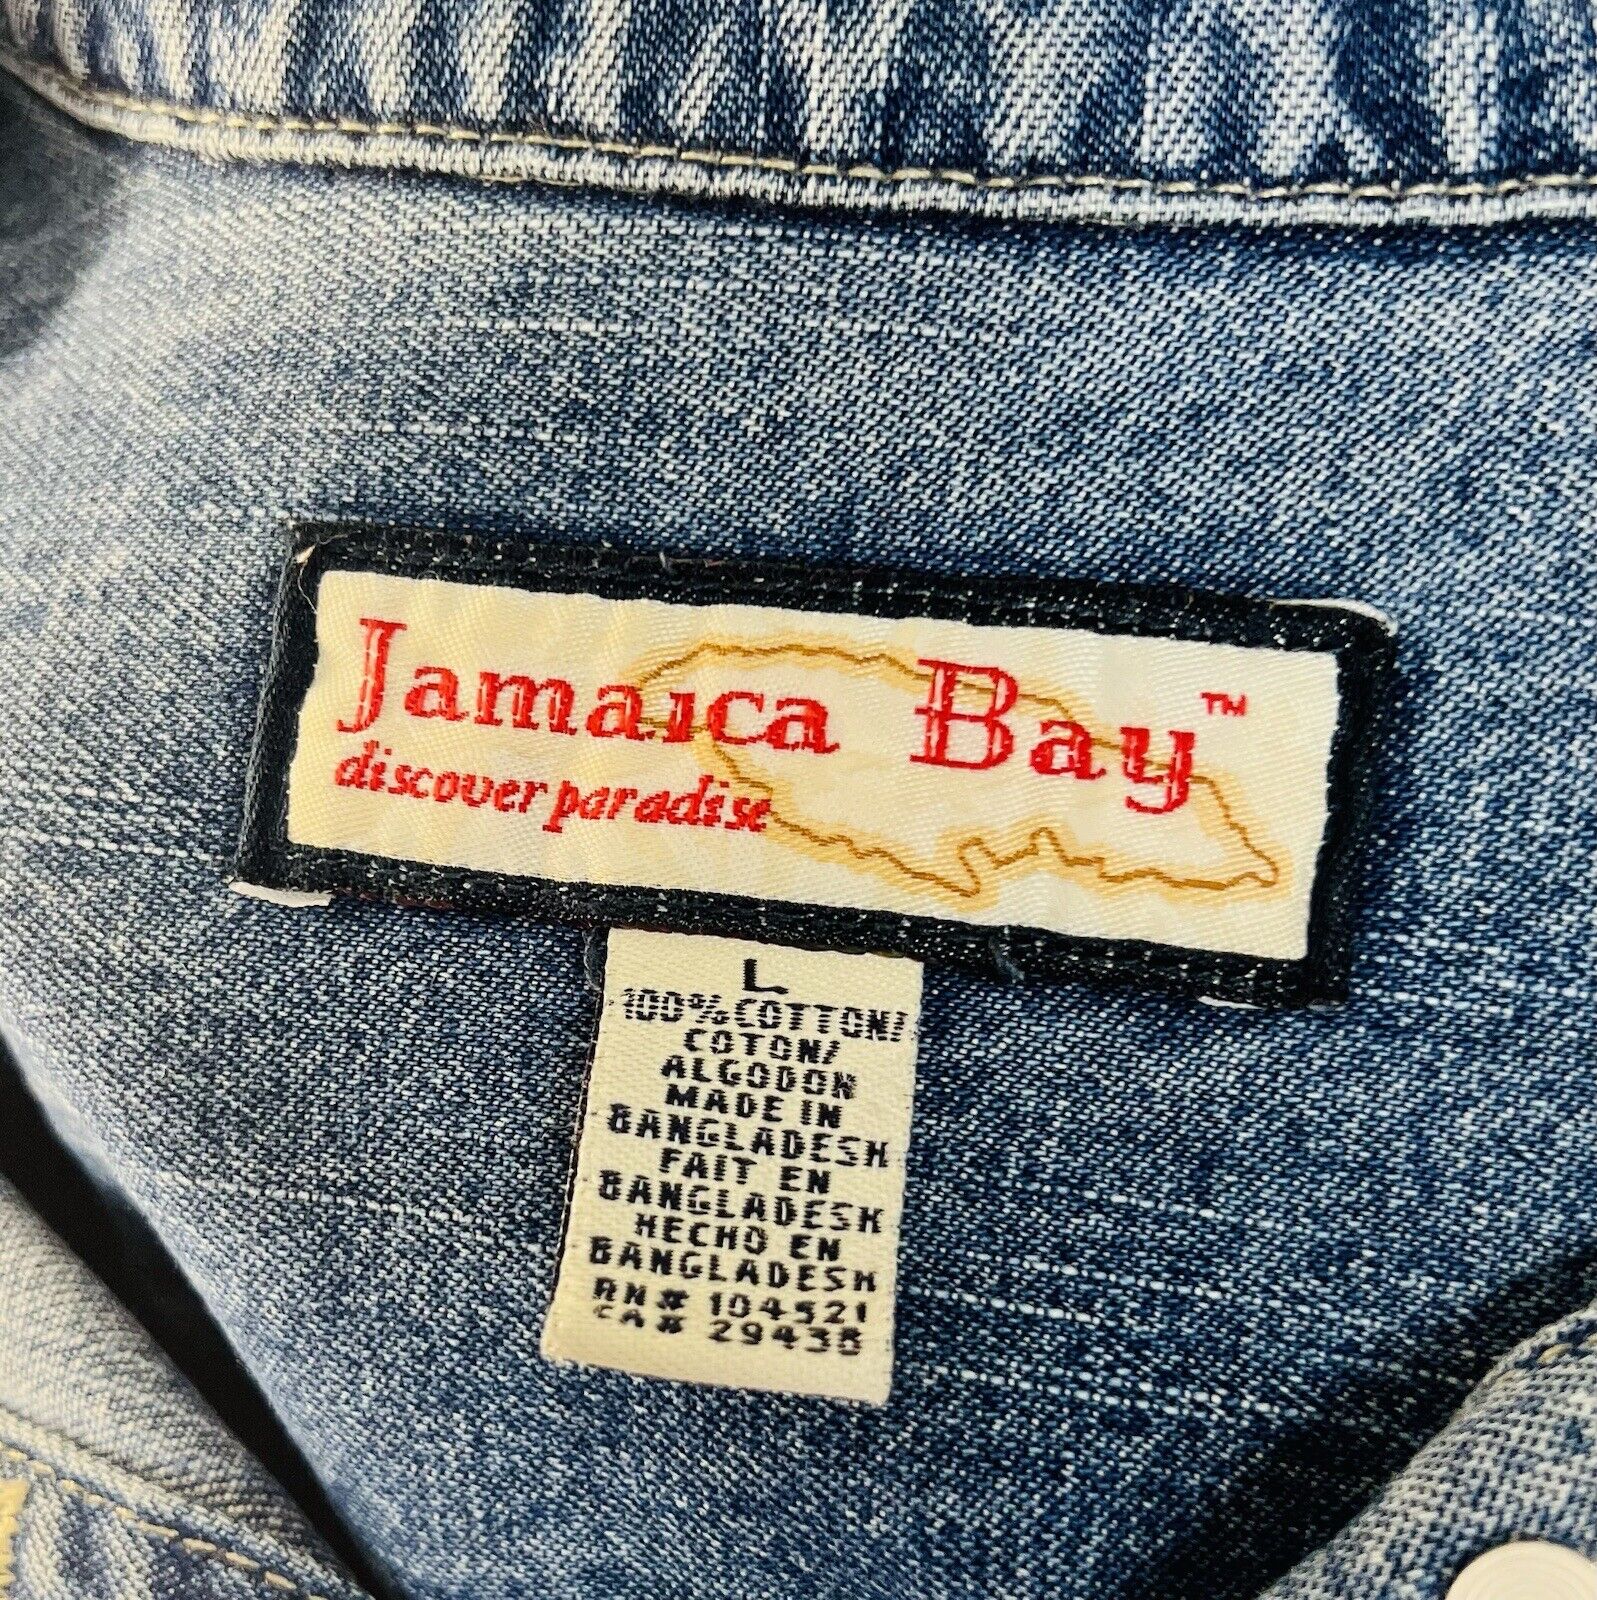 Jamaica Bay™
discover paradise
L
100% COTTON/
COTON/
ALGODON
MADE IN
BANGLADESH
FAIT EN
BANGLADESH
HECHO EN
BANGLADESH
RN# 104521
CA# 29438